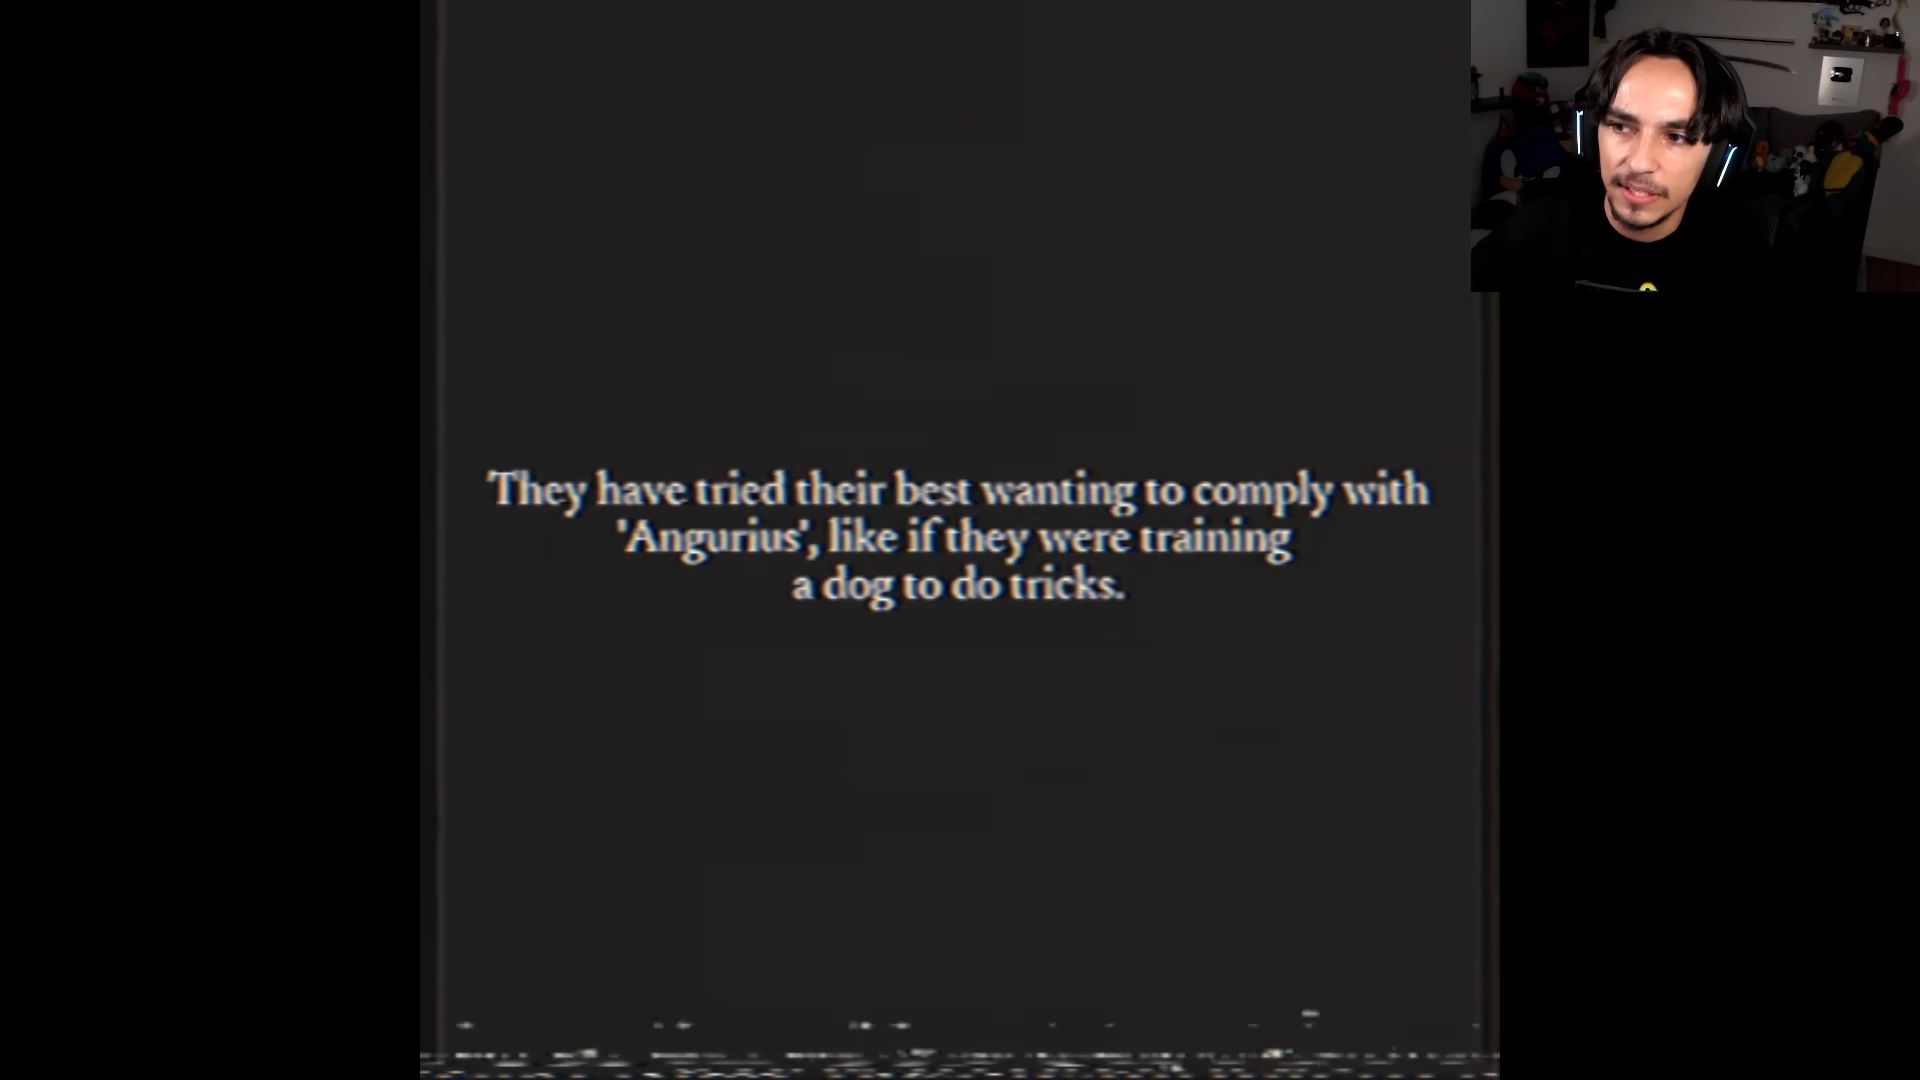 They have tried their best wanting to comply with
'Angurius', like if they were training
a dog to do tricks.